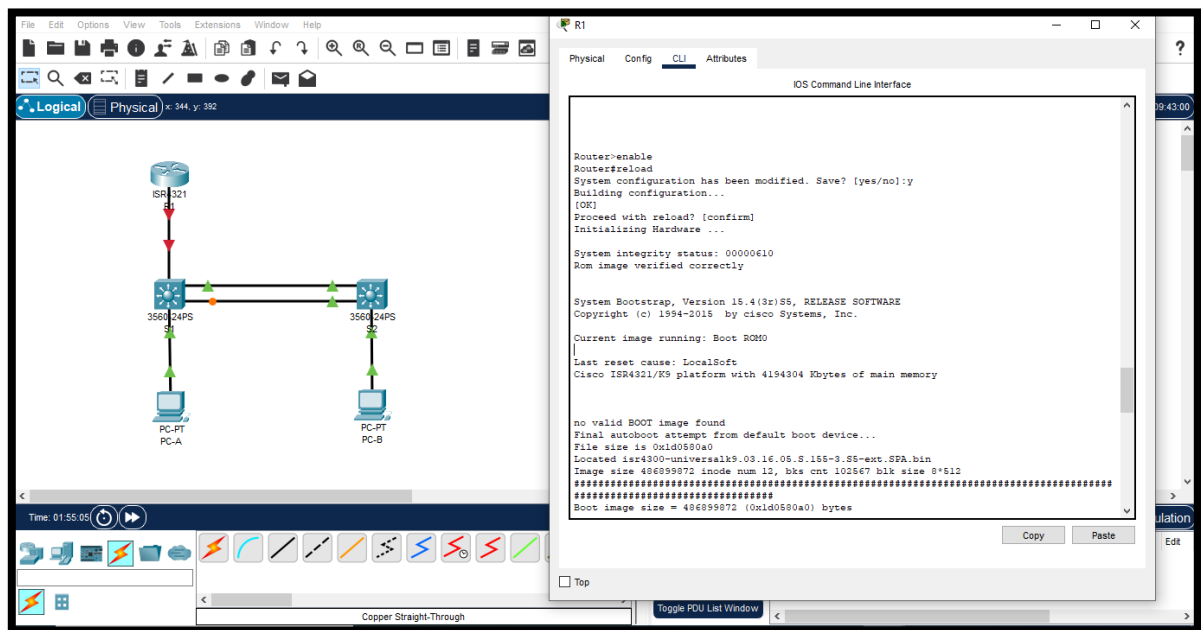 File Edit Options View Tools Extensions Window Help
?
Logical
Physical
x: 344, y: 392
09:43:00
ISR4321
R1
3560-24PS
S1
3560-24PS
S2
PC-PT
PC-A
PC-PT
PC-B
Time: 01:55:05
Copper Straight-Through
R1
Physical Config CLI Attributes
IOS Command Line Interface
Router>enable
Router#reload
System configuration has been modified. Save? [yes/no]:y
Building configuration...
[OK]
Proceed with reload? [confirm]
Initializing Hardware ...
System integrity status: 00000610
Rom image verified correctly
System Bootstrap, Version 15.4(3r)S5, RELEASE SOFTWARE
Copyright (c) 1994-2015 by cisco Systems, Inc.
Current image running: Boot ROM0
Last reset cause: LocalSoft
Cisco ISR4321/K9 platform with 4194304 Kbytes of main memory
no valid BOOT image found
Final autoboot attempt from default boot device...
File size is 0x1d0580a0
Located isr4300-universalk9.03.16.05.S.155-3.S5-ext.SPA.bin
Image size 486899872 inode num 12, bks cnt 102567 blk size 8*512
#########################################################################################
#################################
Boot image size = 486899872 (0x1d0580a0) bytes
Copy
Paste
Top
Toggle PDU List Window
ulation
Edit